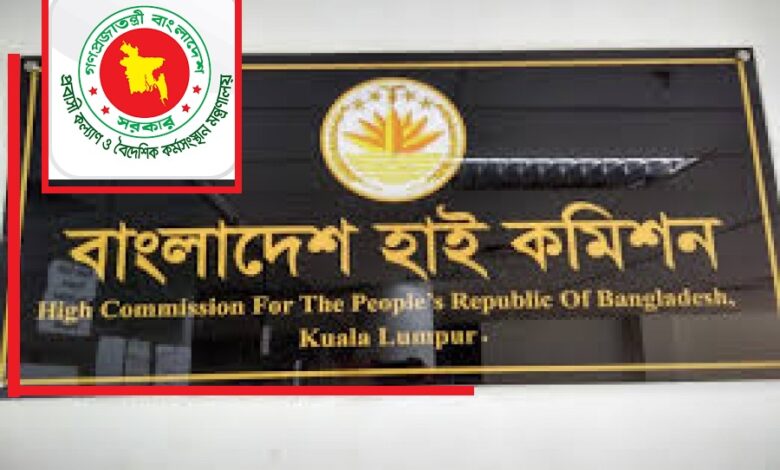 গণপ্রজাতন্ত্রী বাংলাদেশ
সরকার
প্রবাসী কল্যাণ ও বৈদেশিক কর্মসংস্থান মন্ত্রণালয়
বাংলাদেশ হাই কমিশন
High Commission For The People's Republic Of Bangladesh,
Kuala Lumpur.